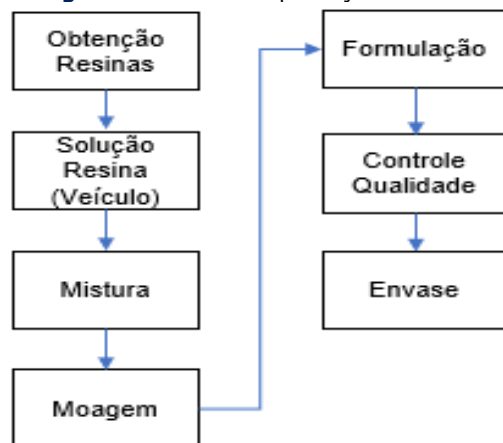 Obtenção
Resinas
Solução
Resina
(Veículo)
Mistura
Moagem
Formulação
Controle
Qualidade
Envase